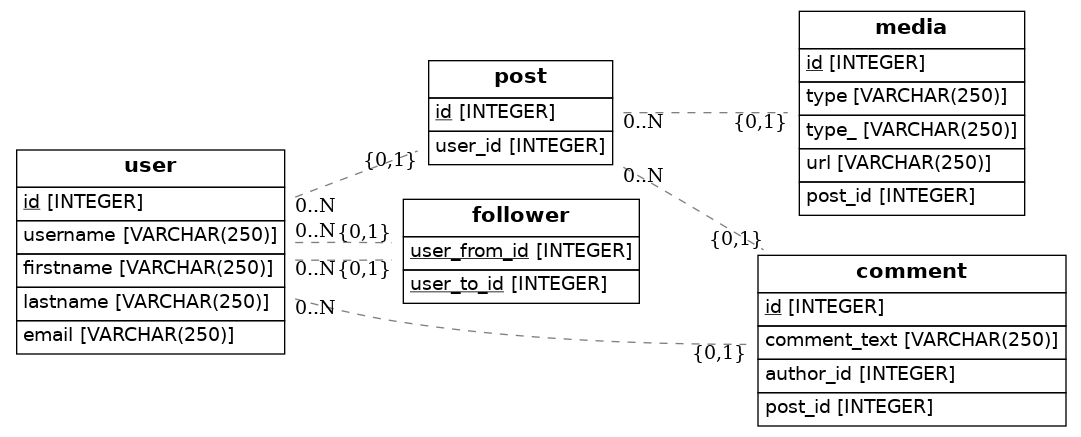 media
id [INTEGER]
type [VARCHAR(250)]
type_ [VARCHAR(250)]
url [VARCHAR(250)]
post_id [INTEGER]
post
id [INTEGER]
user_id [INTEGER]
0..N
{0,1}
user
id [INTEGER]
username [VARCHAR(250)]
firstname [VARCHAR(250)]
lastname [VARCHAR(250)]
email [VARCHAR(250)]
{0,1}
0..N
0..N
{0,1}
0..N
{0,1}
0..N
{0,1}
follower
user_from_id [INTEGER]
user_to_id [INTEGER]
0..N
{0,1}
comment
id [INTEGER]
comment_text [VARCHAR(250)]
author_id [INTEGER]
post_id [INTEGER]